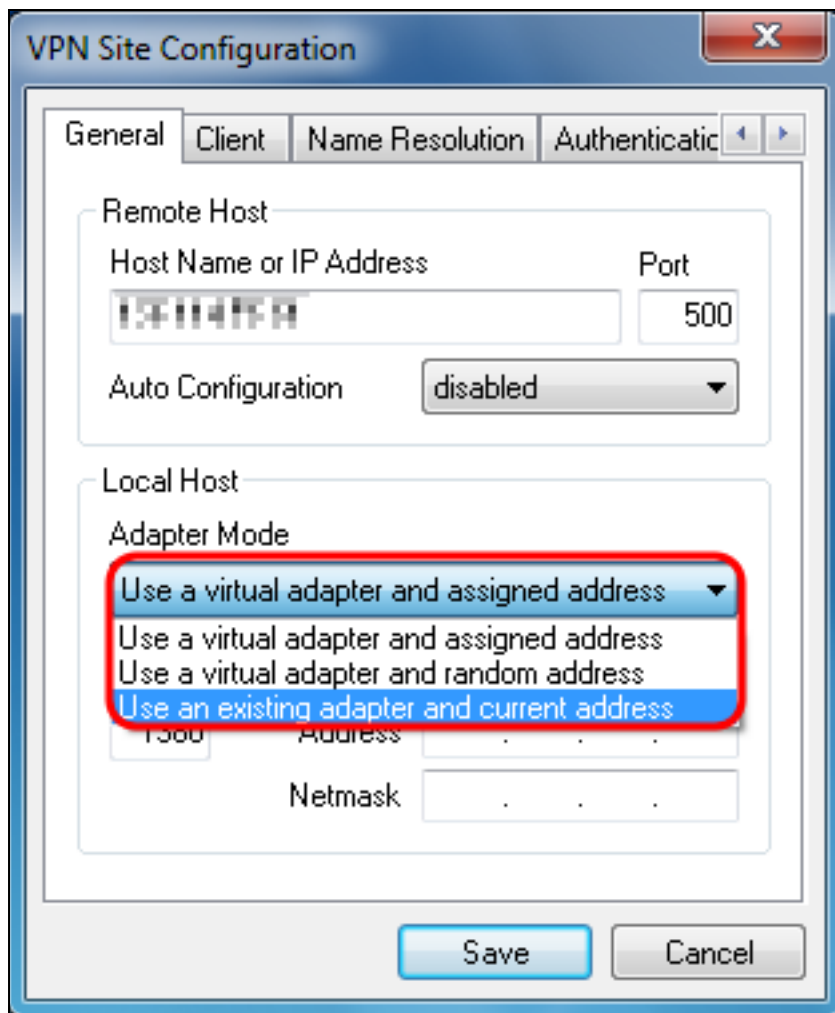 VPN Site Configuration
General Client Name Resolution
Remote Host
Host Name or IP Address Port
500
Auto Configuration disabled
Local Host
Adapter Mode
Use a virtual adapter and assigned address
Use a virtual adapter and assigned address
Use a virtual adapter and random address
Use an existing adapter and current address
1380 Address . . .
Netmask . . .
Save Cancel